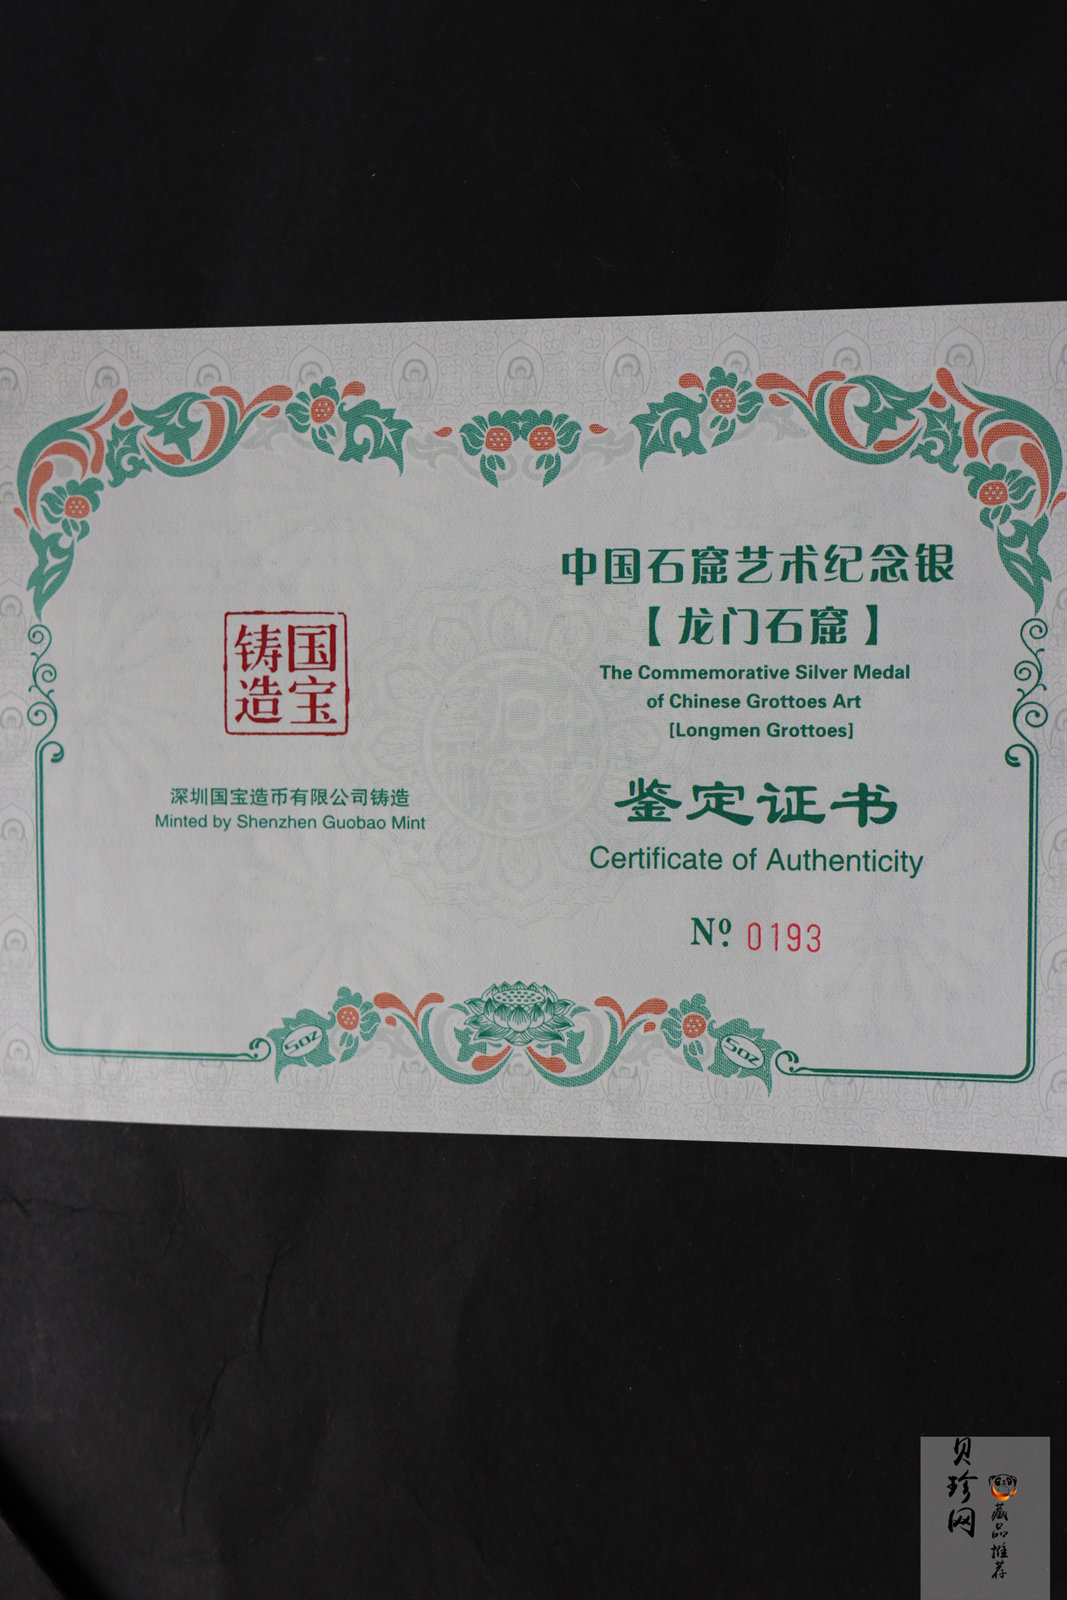 国宝
铸造
深圳国宝造币有限公司铸造
Minted by Shenzhen Guobao Mint
中国石窟艺术纪念银
【龙门石窟】
The Commemorative Silver Medal
of Chinese Grottoes Art
[Longmen Grottoes]
鉴定证书
Certificate of Authenticity
Nº. 0193
5oz
5oz
贝珍网
藏品推荐